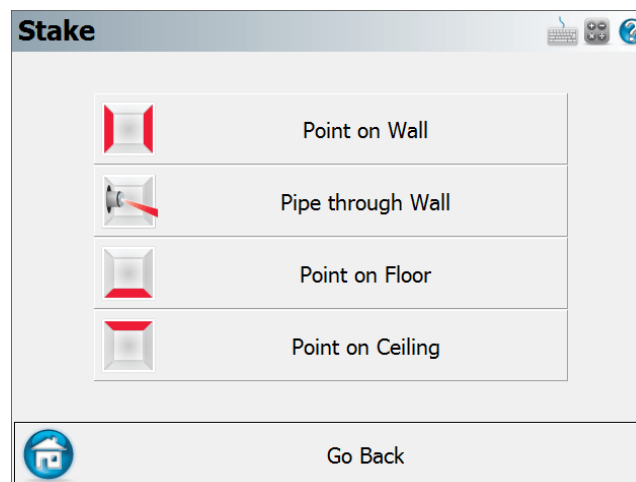 Stake
Point on Wall
Pipe through Wall
Point on Floor
Point on Ceiling
Go Back